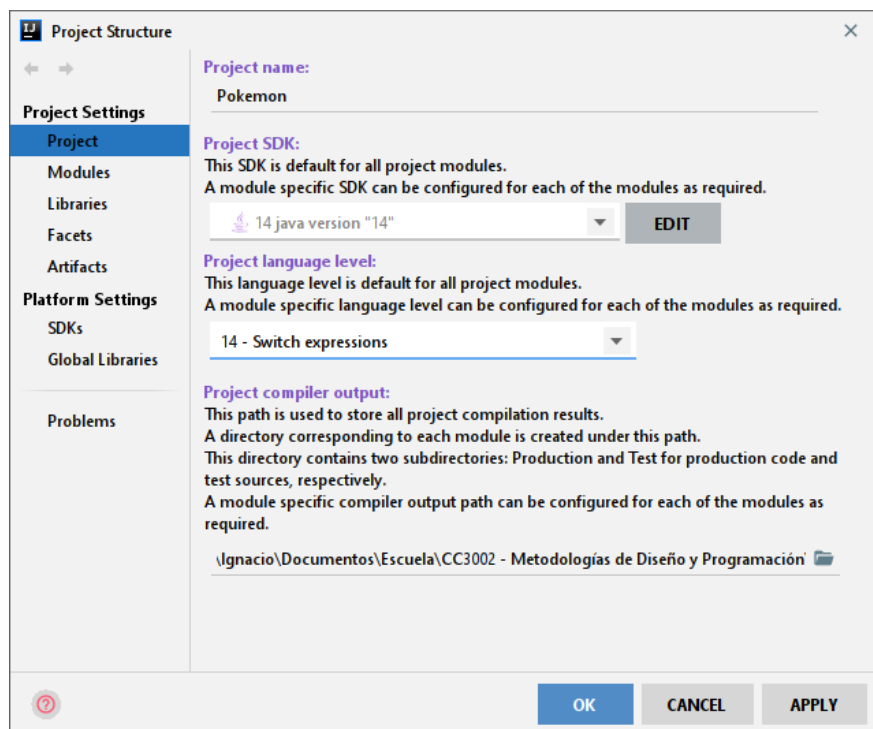 IJ
Project Structure
Project Settings
Project
Modules
Libraries
Facets
Artifacts
Platform Settings
SDKs
Global Libraries
Problems
Project name:
Pokemon
Project SDK:
This SDK is default for all project modules.
A module specific SDK can be configured for each of the modules as required.
14 java version "14"
EDIT
Project language level:
This language level is default for all project modules.
A module specific language level can be configured for each of the modules as required.
14 - Switch expressions
Project compiler output:
This path is used to store all project compilation results.
A directory corresponding to each module is created under this path.
This directory contains two subdirectories: Production and Test for production code and
test sources, respectively.
A module specific compiler output path can be configured for each of the modules as
required.
\Ignacio\Documentos\Escuela\CC3002 - Metodologías de Diseño y Programación
?
OK
CANCEL
APPLY